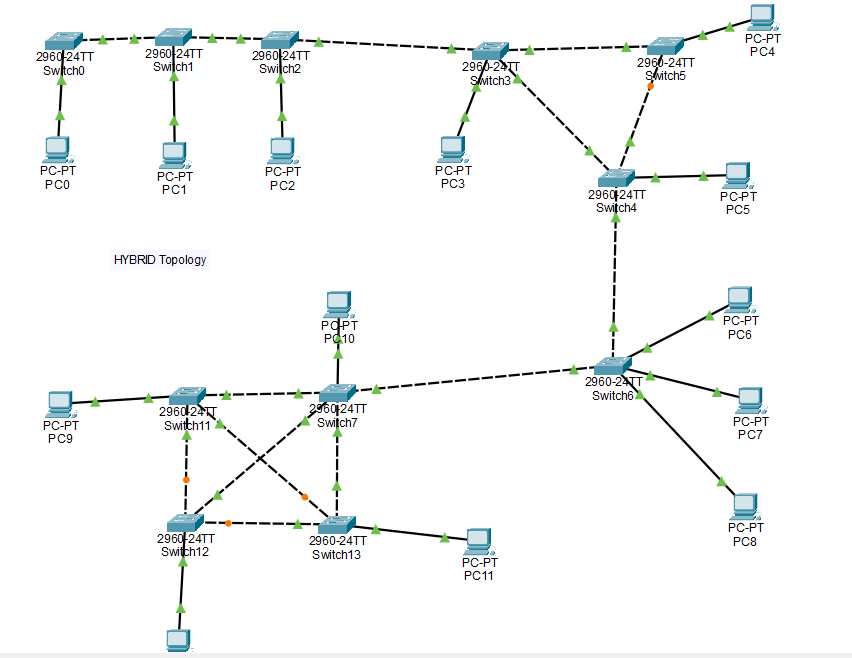 2960-24TT
Switch0
2960-24TT
Switch1
2960-24TT
Switch2
2960-24TT
Switch3
2960-24TT
Switch5
PC-PT
PC4
PC-PT
PC0
PC-PT
PC1
PC-PT
PC2
PC-PT
PC3
2960-24TT
Switch4
PC-PT
PC5
HYBRID Topology
PC-PT
PC10
PC-PT
PC6
2960-24TT
Switch6
PC-PT
PC9
2960-24TT
Switch11
2960-24TT
Switch7
PC-PT
PC7
2960-24TT
Switch12
2960-24TT
Switch13
PC-PT
PC11
PC-PT
PC8